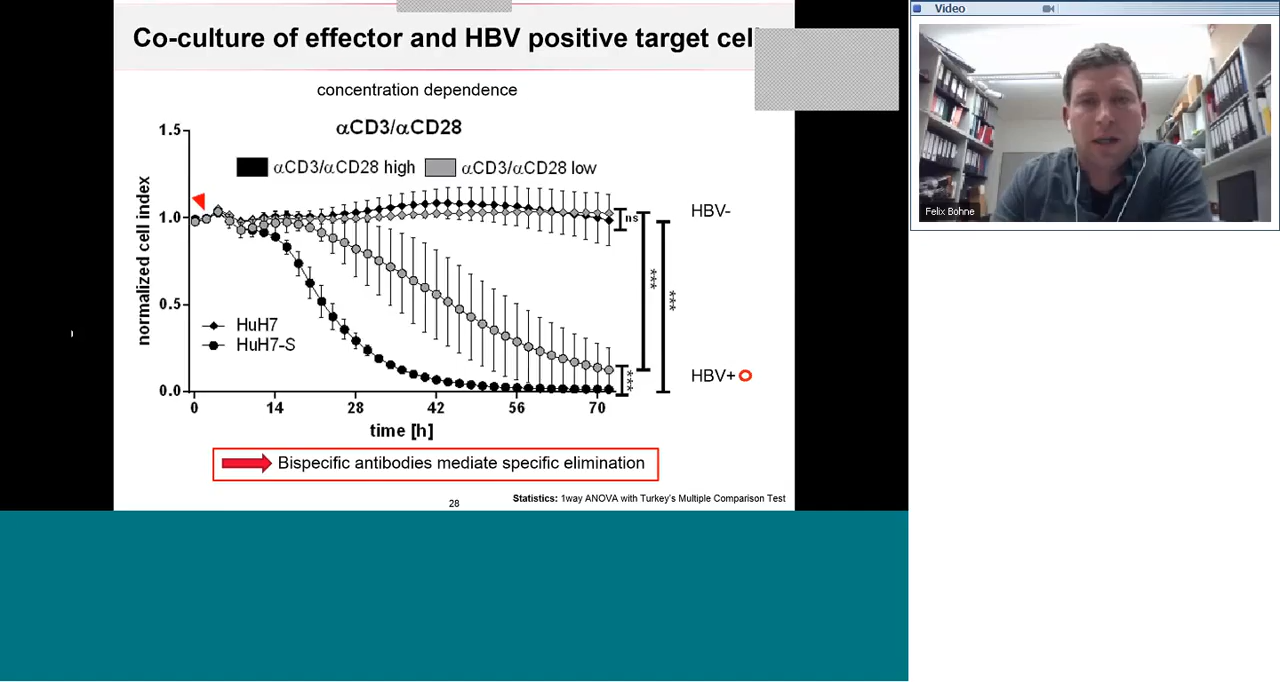 Co-culture of effector and HBV positive target cel
concentration dependence
αCD3/αCD28
αCD3/αCD28 high
αCD3/αCD28 low
normalized cell index
1.5
1.0
0.5
0.0
HuH7
HuH7-S
0 14 28 42 56 70
time [h]
ns
***
***
***
HBV-
HBV+
Bispecific antibodies mediate specific elimination
Statistics: 1way ANOVA with Turkey's Multiple Comparison Test
28
Video
Felix Bohne